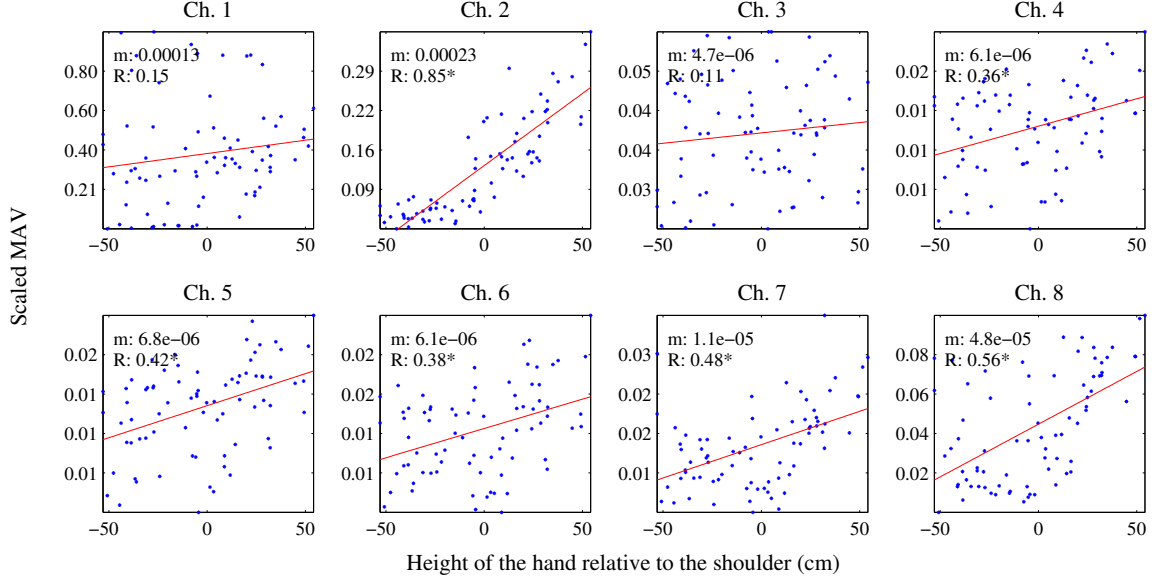 Ch. 1
m: 0.00013
R: 0.15
0.80
0.60
0.40
0.21
−50 0 50
Ch. 2
m: 0.00023
R: 0.85*
0.29
0.22
0.16
0.09
−50 0 50
Ch. 3
m: 4.7e−06
R: 0.11
0.05
0.04
0.04
0.03
−50 0 50
Ch. 4
m: 6.1e−06
R: 0.36*
0.02
0.01
0.01
0.01
−50 0 50
Scaled MAV
Ch. 5
m: 6.8e−06
R: 0.42*
0.02
0.01
0.01
0.01
−50 0 50
Ch. 6
m: 6.1e−06
R: 0.38*
0.02
0.02
0.01
0.01
−50 0 50
Ch. 7
m: 1.1e−05
R: 0.48*
0.03
0.02
0.02
0.01
−50 0 50
Ch. 8
m: 4.8e−05
R: 0.56*
0.08
0.06
0.04
0.02
−50 0 50
Height of the hand relative to the shoulder (cm)